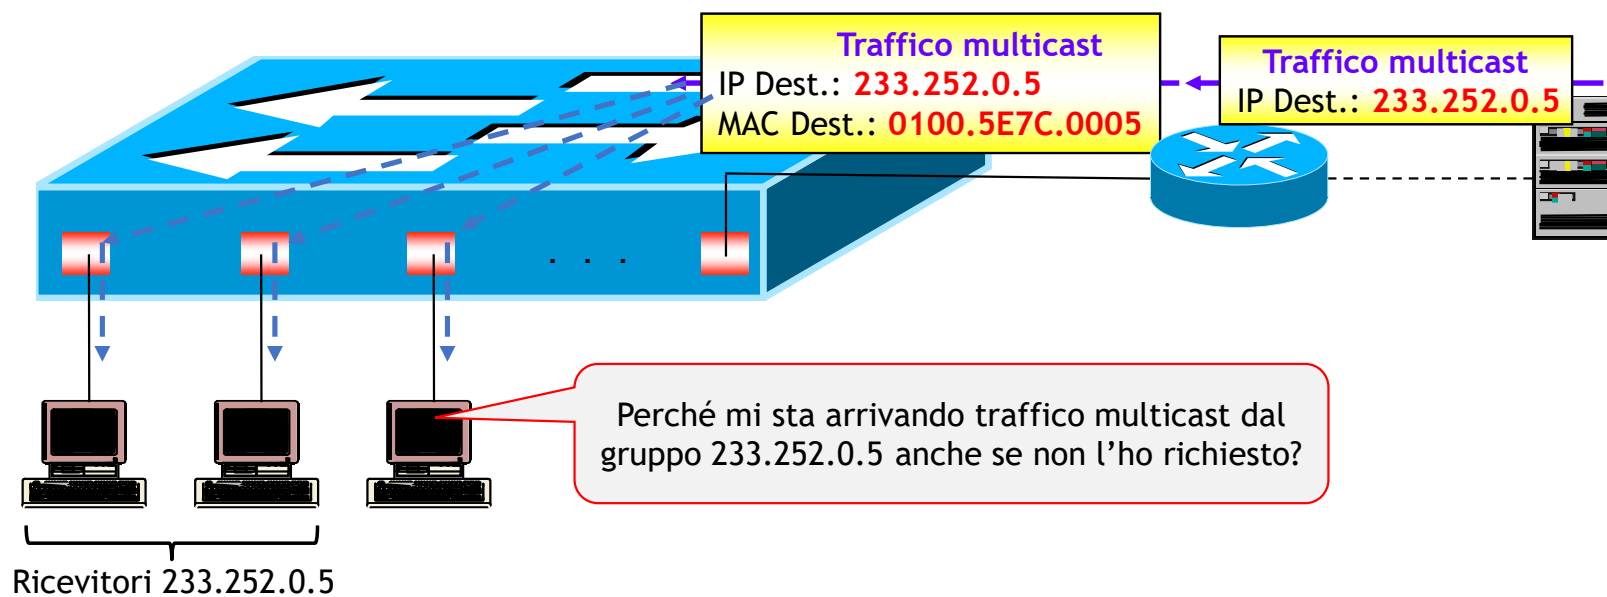 Traffico multicast
IP Dest.: 233.252.0.5
MAC Dest.: 0100.5E7C.0005
Traffico multicast
IP Dest.: 233.252.0.5
. . .
Perché mi sta arrivando traffico multicast dal
gruppo 233.252.0.5 anche se non l’ho richiesto?
Ricevitori 233.252.0.5